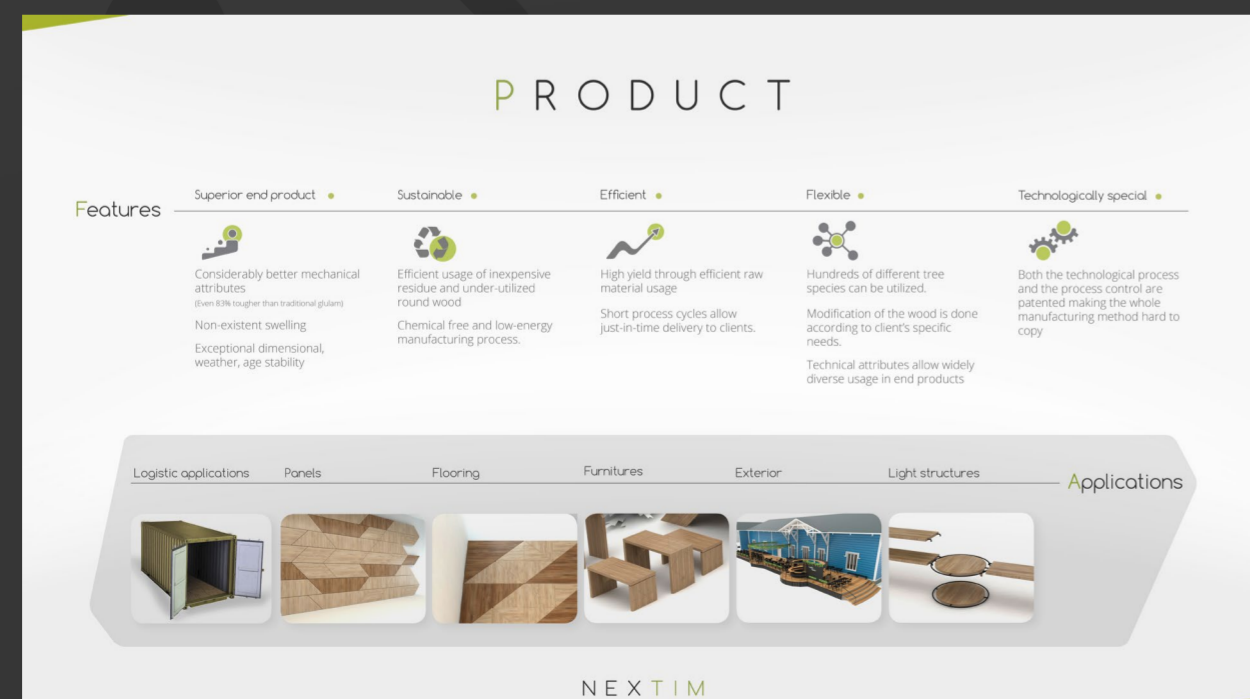 PRODUCT
Features
Superior end product
Sustainable
Efficient
Flexible
Technologically special
Considerably better mechanical
attributes
(Even 83% tougher than traditional glulam)
Non-existent swelling
Exceptional dimensional,
weather, age stability
Efficient usage of inexpensive
residue and under-utilized
round wood
Chemical free and low-energy
manufacturing process.
High yield through efficient raw
material usage
Short process cycles allow
just-in-time delivery to clients.
Hundreds of different tree
species can be utilized.
Modification of the wood is done
according to client's specific
needs.
Technical attributes allow widely
diverse usage in end products
Both the technological process
and the process control are
patented making the whole
manufacturing method hard to
copy
Logistic applications
Panels
Flooring
Furnitures
Exterior
Light structures
Applications
NEXTIM